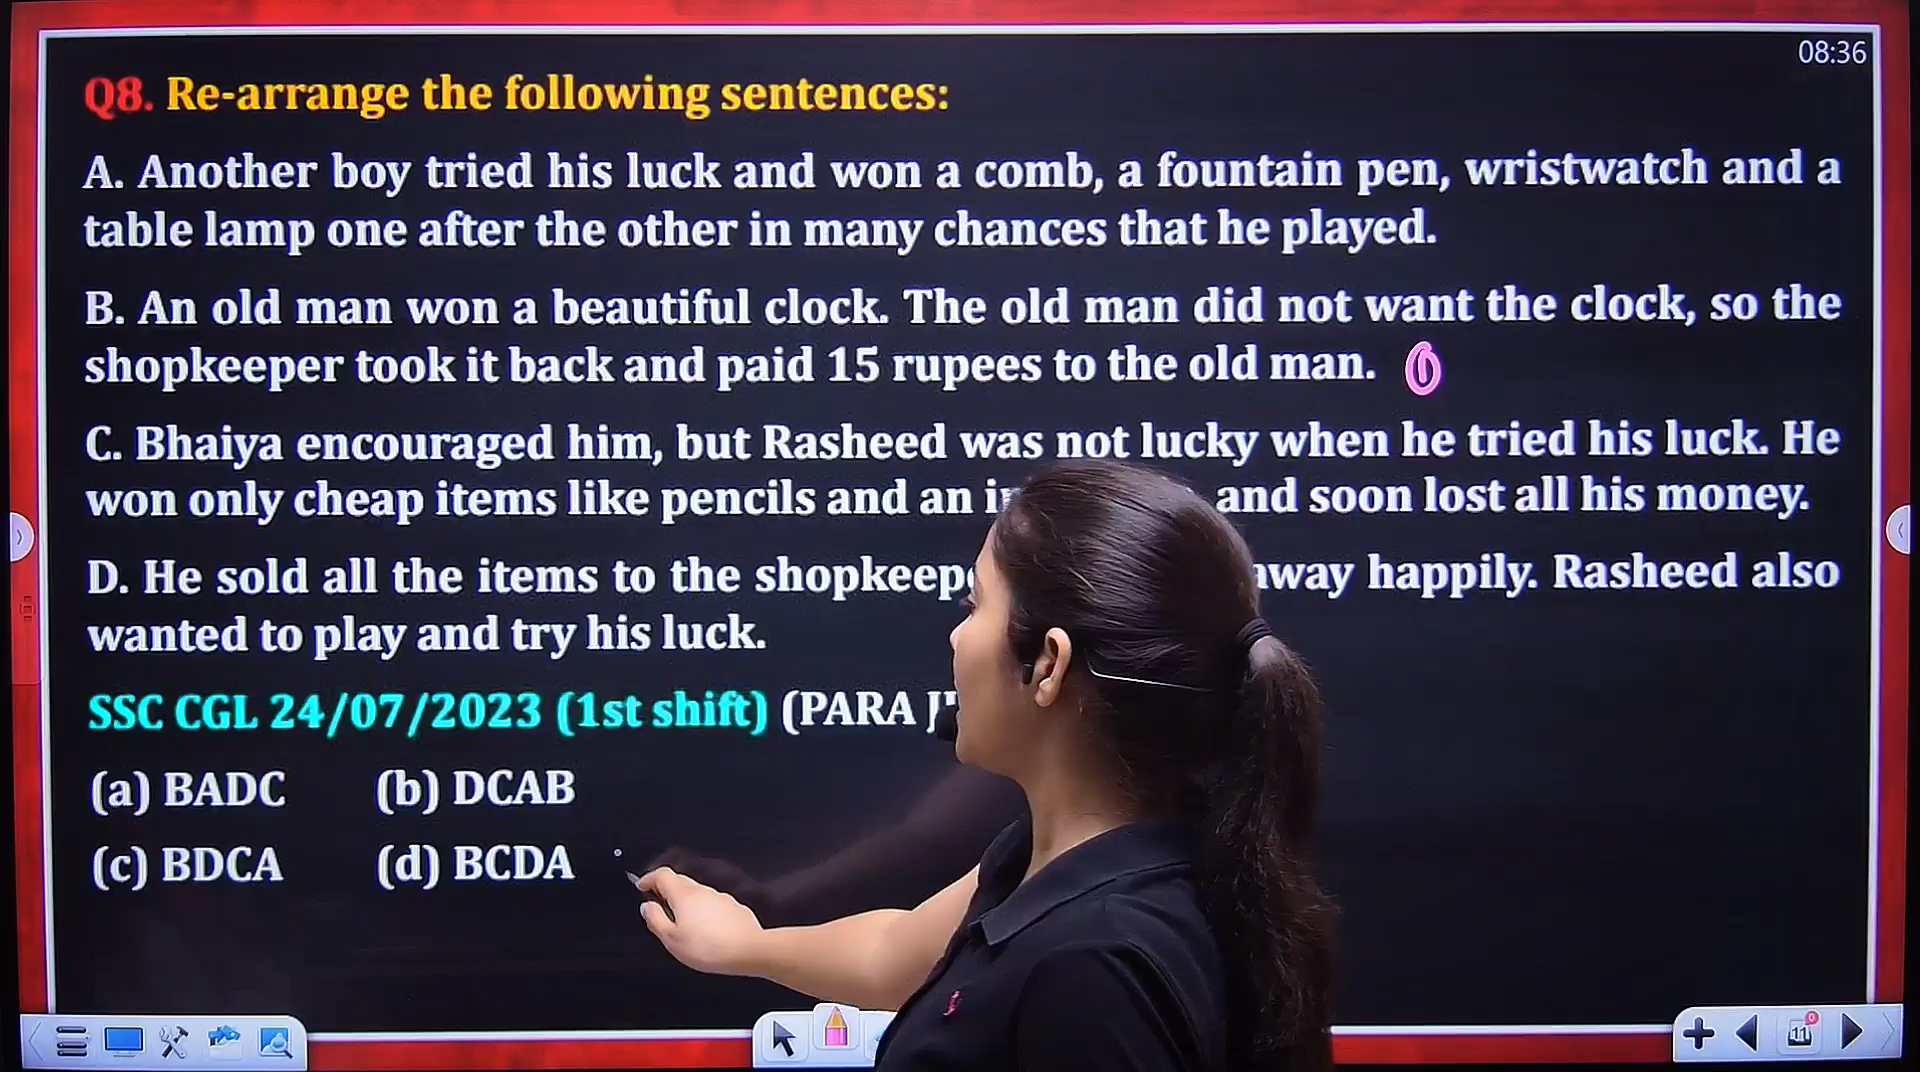 08:36
Q8. Re-arrange the following sentences:
A. Another boy tried his luck and won a comb, a fountain pen, wristwatch and a
table lamp one after the other in many chances that he played.
B. An old man won a beautiful clock. The old man did not want the clock, so the
shopkeeper took it back and paid 15 rupees to the old man.
C. Bhaiya encouraged him, but Rasheed was not lucky when he tried his luck. He
won only cheap items like pencils and an and soon lost all his money.
D. He sold all the items to the happily. Rasheed also
wanted to play and try his luck.
SSC CGL 24/07/2023 (1st shift) (PARA
(a) BADC (b) DCAB
(c) BDCA (d) BCDA
11
0